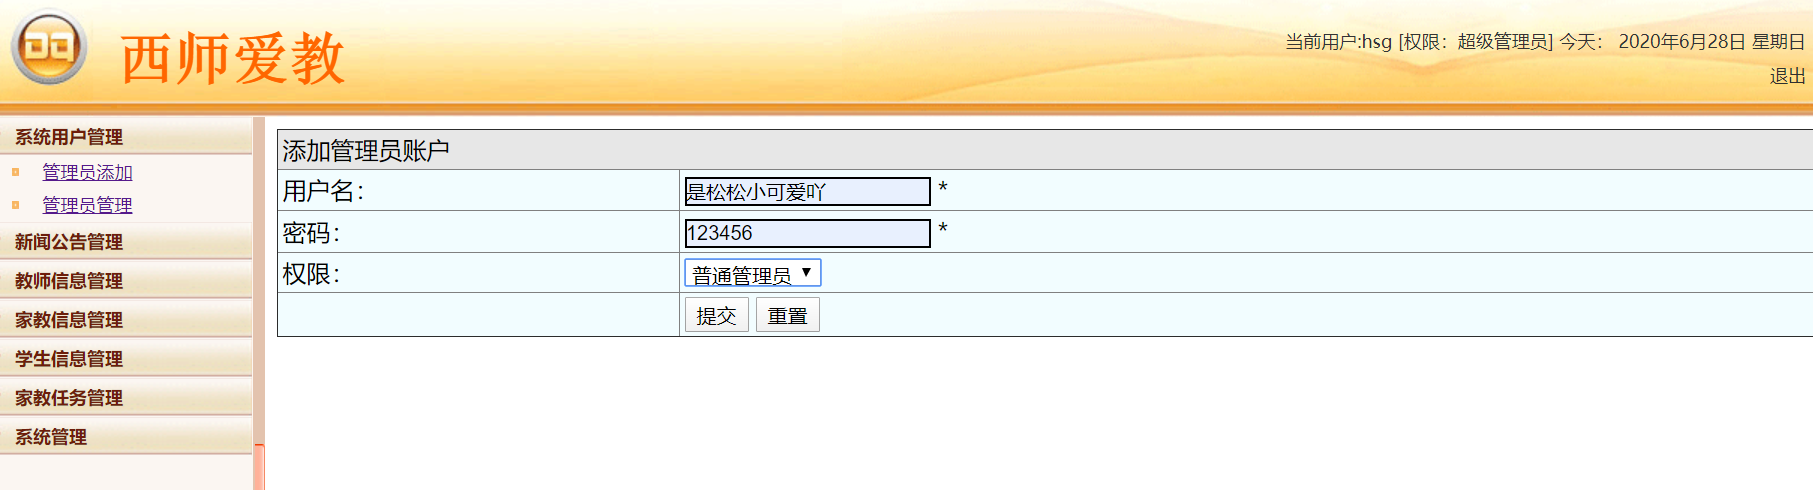 西师爱教
当前用户:hsg [权限：超级管理员] 今天： 2020年6月28日 星期日
退出
系统用户管理
管理员添加
管理员管理
新闻公告管理
教师信息管理
家教信息管理
学生信息管理
家教任务管理
系统管理
添加管理员账户
用户名： 是松松小可爱吖 *
密码： 123456 *
权限： 普通管理员
提交 重置